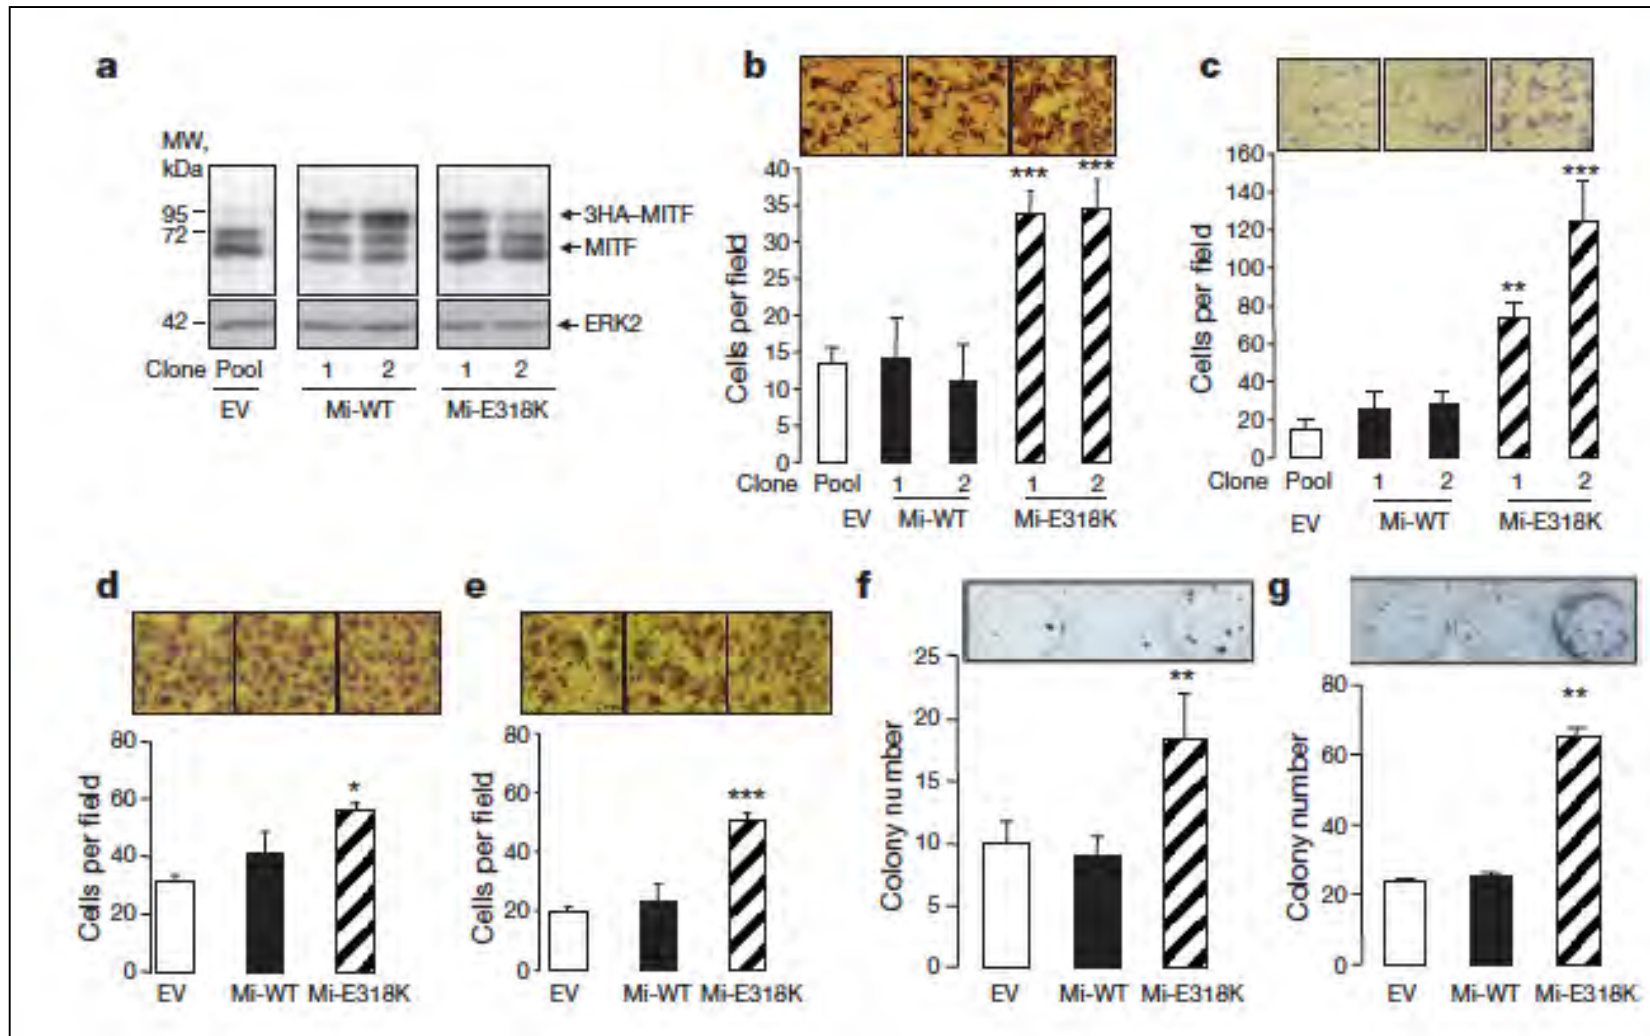 a
MW,
kDa
95
72
42
3HA–MITF
MITF
ERK2
Clone Pool 1 2 1 2
EV Mi-WT Mi-E318K
b
Cells per field
40
35
30
25
20
15
10
5
0
*** ***
Clone Pool 1 2 1 2
EV Mi-WT Mi-E318K
c
Cells per field
160
140
120
100
80
60
40
20
0
** ***
Clone Pool 1 2 1 2
EV Mi-WT Mi-E318K
d
Cells per field
80
60
40
20
0
*
EV Mi-WT Mi-E318K
e
Cells per field
80
60
40
20
0
***
EV Mi-WT Mi-E318K
f
Colony number
25
20
15
10
5
0
**
EV Mi-WT Mi-E318K
g
Colony number
80
60
40
20
0
**
EV Mi-WT Mi-E318K